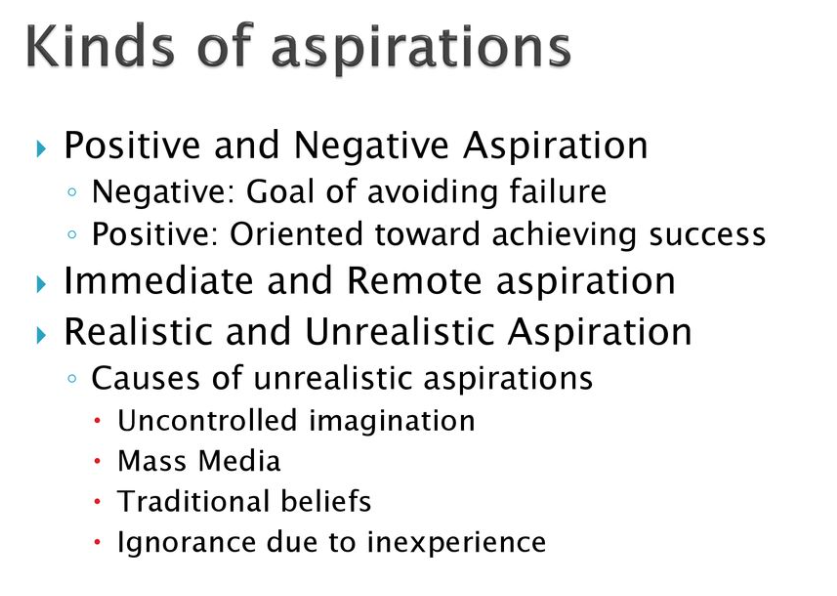 Kinds of aspirations
Positive and Negative Aspiration
Negative: Goal of avoiding failure
Positive: Oriented toward achieving success
Immediate and Remote aspiration
Realistic and Unrealistic Aspiration
Causes of unrealistic aspirations
Uncontrolled imagination
Mass Media
Traditional beliefs
Ignorance due to inexperience